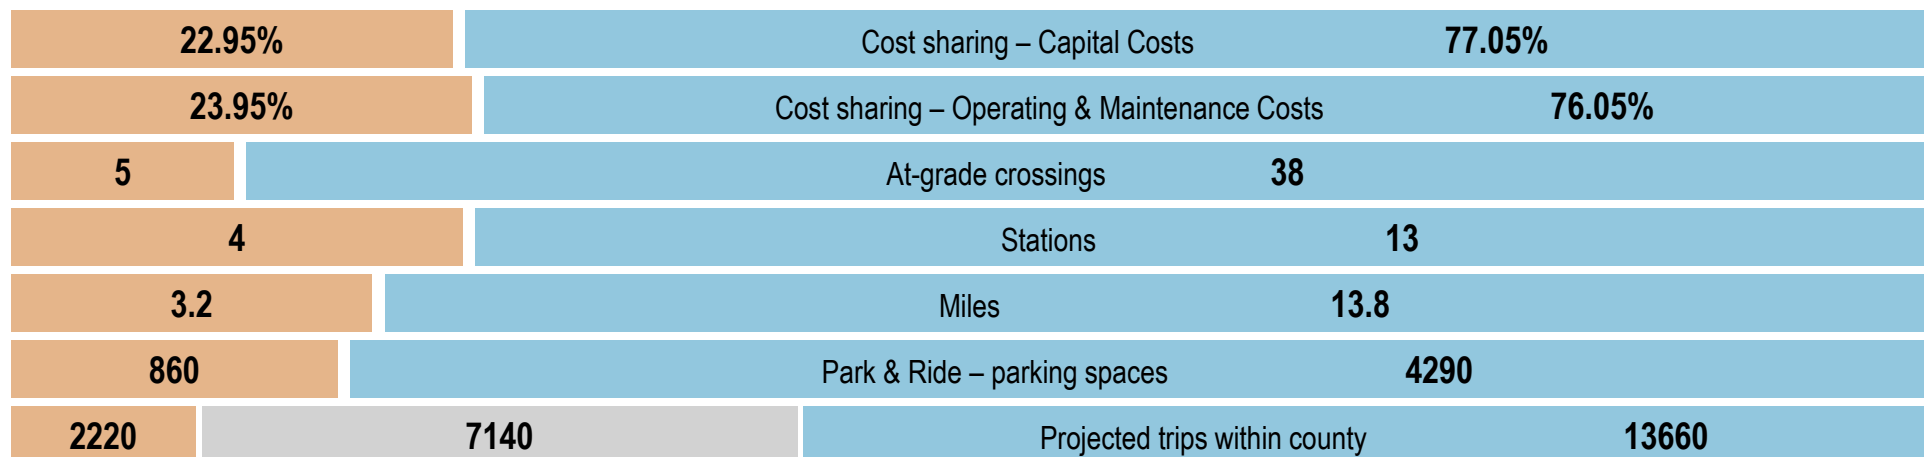 22.95% Cost sharing – Capital Costs 77.05%
23.95% Cost sharing – Operating & Maintenance Costs 76.05%
5 At-grade crossings 38
4 Stations 13
3.2 Miles 13.8
860 Park & Ride – parking spaces 4290
2220 7140 Projected trips within county 13660